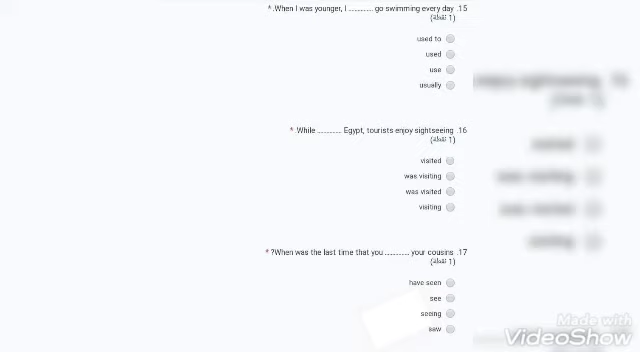 15. When I was younger, I .............. go swimming every day. *
(1 نقطة)
used to
used
use
usually
16. While .............. Egypt, tourists enjoy sightseeing. *
(1 نقطة)
visited
was visiting
was visited
visiting
17. When was the last time that you .............. your cousins? *
(1 نقطة)
have seen
see
seeing
saw
Made with
VideoShow